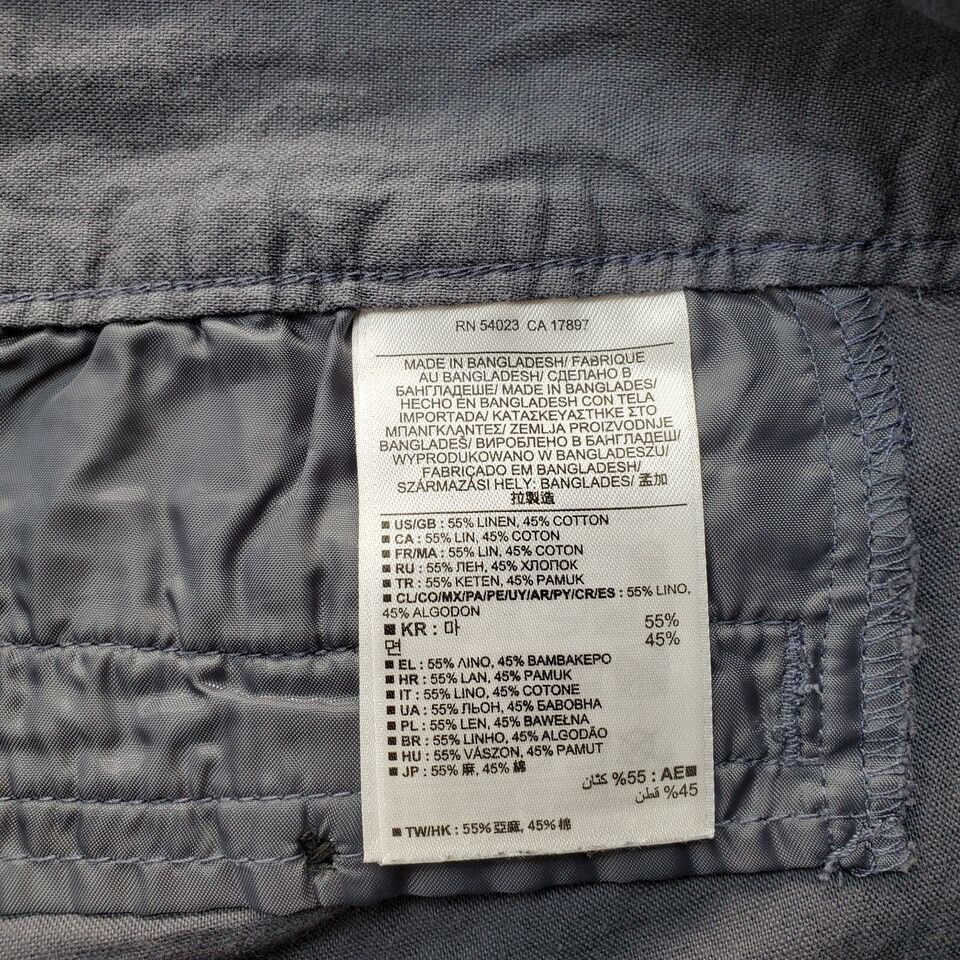 RN 54023 CA 17897
MADE IN BANGLADESH/ FABRIQUE
AU BANGLADESH/ СДЕЛАНО В
БАНГЛАДЕШЕ/ MADE IN BANGLADES/
HECHO EN BANGLADESH CON TELA
IMPORTADA/ ΚΑΤΑΣΚΕΥΑΣΤΗΚΕ ΣΤΟ
ΜΠΑΝΓΚΛΑΝΤΕΣ/ ZEMLJA PROIZVODNJE
BANGLADEŠ/ ВИРОБЛЕНО В БАНГЛАДЕШ/
WYPRODUKOWANO W BANGLADESZU/
FABRICADO EM BANGLADESH/
SZÁRMAZÁSI HELY: BANGLADES/ 孟加
拉製造
■ US/GB : 55% LINEN, 45% COTTON
■ CA : 55% LIN, 45% COTON
■ FR/MA : 55% LIN, 45% COTON
■ RU : 55% ЛЕН, 45% ХЛОПОК
■ TR : 55% KETEN, 45% PAMUK
■ CL/CO/MX/PA/PE/UY/AR/PY/CR/ES : 55% LINO,
45% ALGODON
■ KR : 마 55%
면 45%
■ EL : 55% ΛΙΝΟ, 45% ΒΑΜΒΑΚΕΡΟ
■ HR : 55% LAN, 45% PAMUK
■ IT : 55% LINO, 45% COTONE
■ UA : 55% ЛЬОН, 45% БАВОВНА
■ PL : 55% LEN, 45% BAWEŁNA
■ BR : 55% LINHO, 45% ALGODÃO
■ HU : 55% VÁSZON, 45% PAMUT
■ JP : 55% 麻, 45% 綿
■AE : 55% كتان
45% قطن
■ TW/HK : 55% 亞麻, 45% 棉